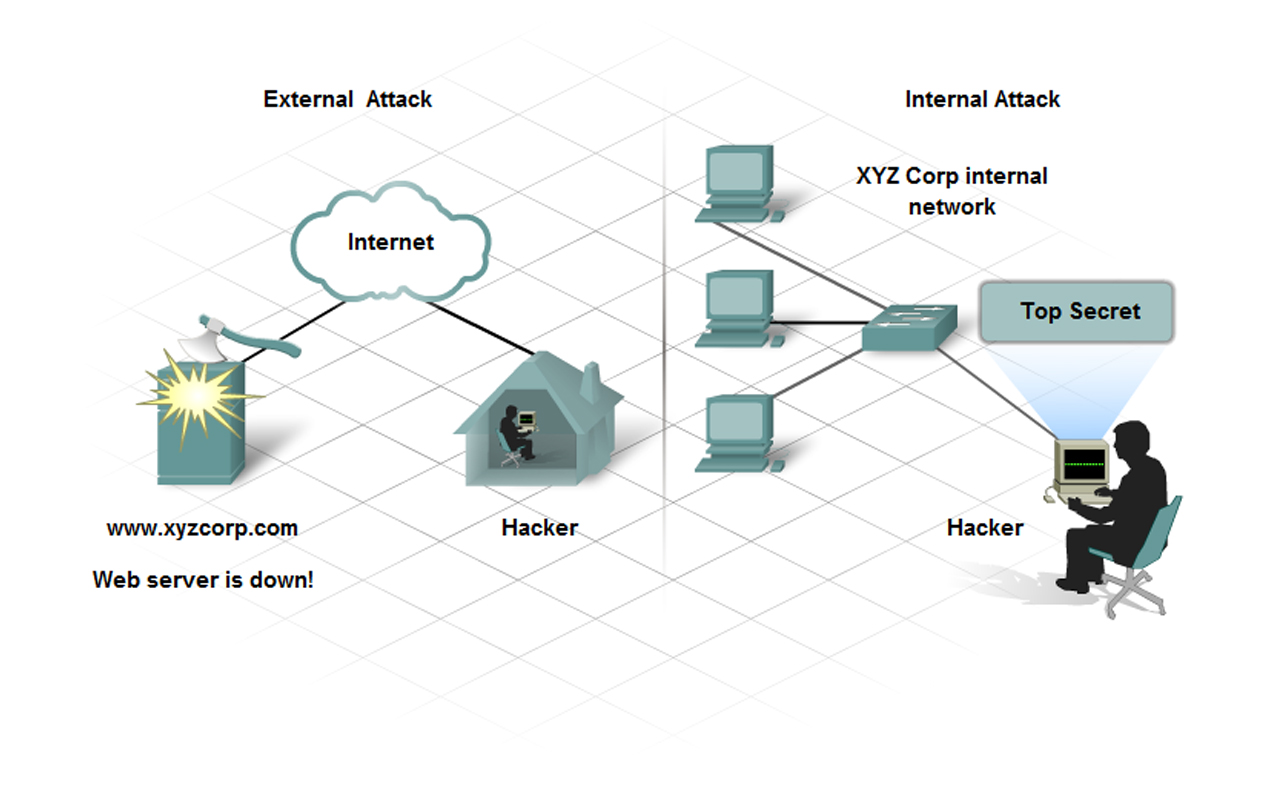 External Attack
Internal Attack
XYZ Corp internal
network
Internet
Top Secret
www.xyzcorp.com
Hacker
Hacker
Web server is down!